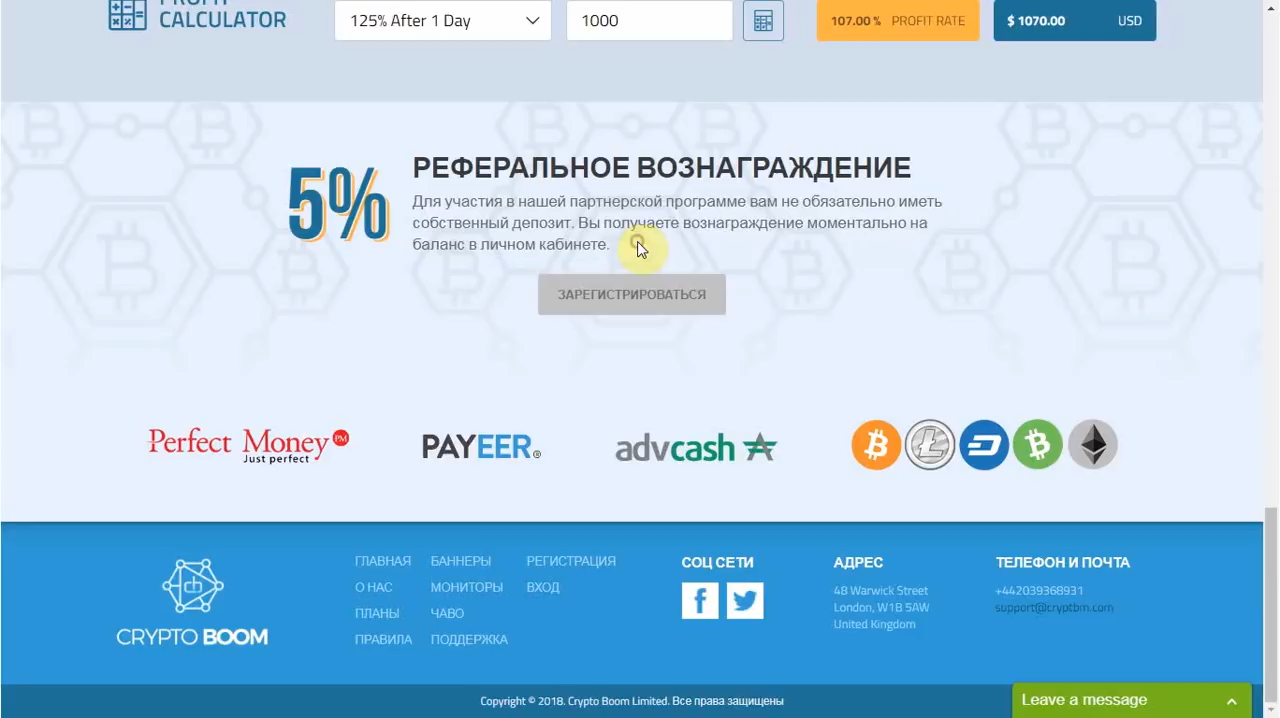 PROFIT
CALCULATOR
125% After 1 Day
1000
107.00 % PROFIT RATE
$ 1070.00 USD
5%
РЕФЕРАЛЬНОЕ ВОЗНАГРАЖДЕНИЕ
Для участия в нашей партнерской программе вам не обязательно иметь
собственный депозит. Вы получаете вознаграждение моментально на
баланс в личном кабинете.
ЗАРЕГИСТРИРОВАТЬСЯ
Perfect Money PM
Just perfect
PAYEER®
advcash
ГЛАВНАЯ
О НАС
ПЛАНЫ
ПРАВИЛА
БАННЕРЫ
МОНИТОРЫ
ЧАВО
ПОДДЕРЖКА
РЕГИСТРАЦИЯ
ВХОД
СОЦ СЕТИ
АДРЕС
48 Warwick Street
London, W1B 5AW
United Kingdom
ТЕЛЕФОН И ПОЧТА
+442039368931
support@cryptbm.com
CRYPTO BOOM
Copyright © 2018. Crypto Boom Limited. Все права защищены
Leave a message